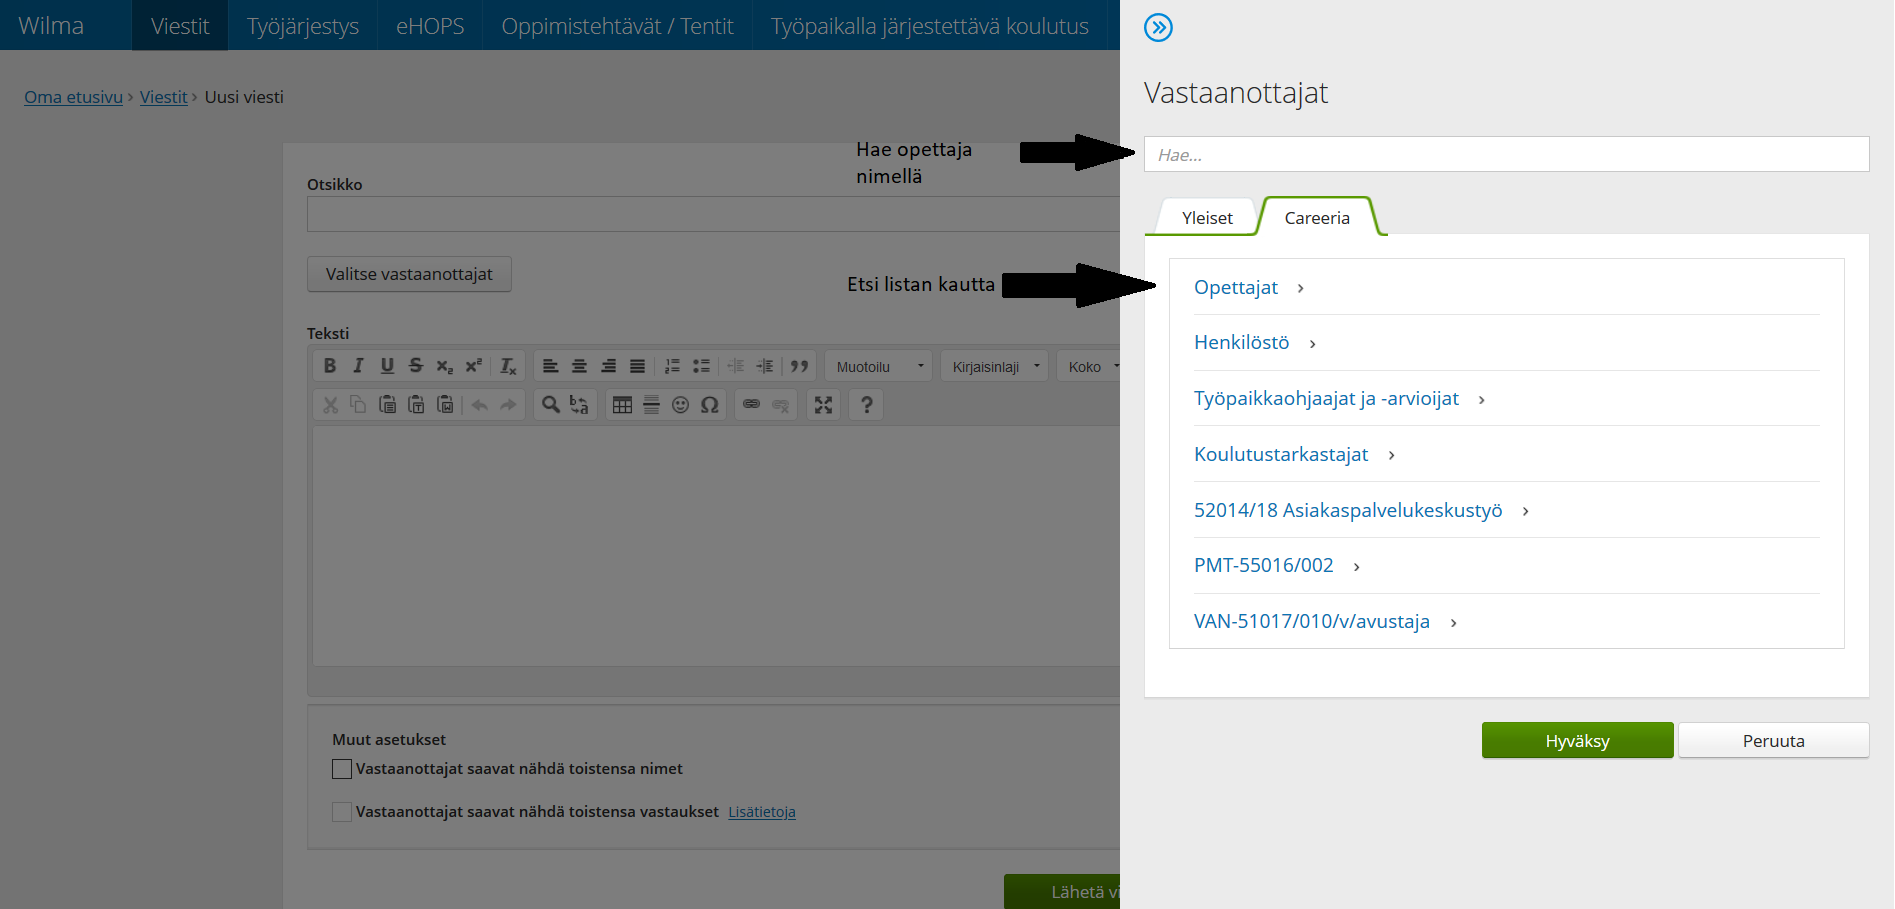 Wilma
Viestit
Työjärjestys
eHOPS
Oppimistehtävät / Tentit
Työpaikalla järjestettävä koulutus
Oma etusivu › Viestit › Uusi viesti
Otsikko
Hae opettaja
nimellä
Valitse vastaanottajat
Etsi listan kautta
Teksti
Muotoilu
Kirjaisinlaji
Koko
Muut asetukset
Vastaanottajat saavat nähdä toistensa nimet
Vastaanottajat saavat nähdä toistensa vastaukset Lisätietoja
Lähetä vi
Vastaanottajat
Hae...
Yleiset
Careeria
Opettajat ›
Henkilöstö ›
Työpaikkaohjaajat ja -arvioijat ›
Koulutustarkastajat ›
52014/18 Asiakaspalvelukeskustyö ›
PMT-55016/002 ›
VAN-51017/010/v/avustaja ›
Hyväksy
Peruuta